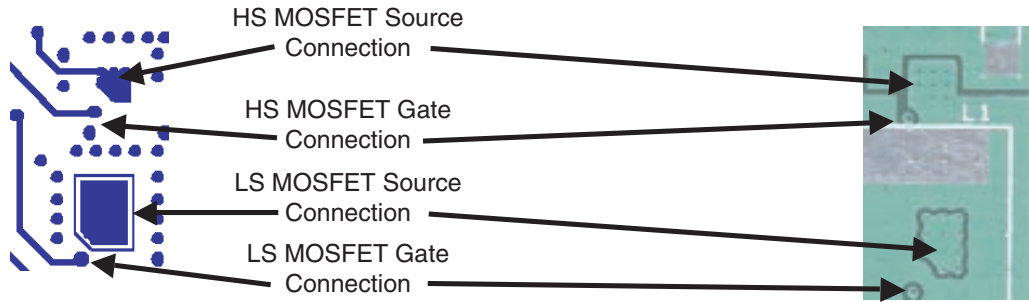 HS MOSFET Source
Connection
HS MOSFET Gate
Connection
L1
LS MOSFET Source
Connection
LS MOSFET Gate
Connection